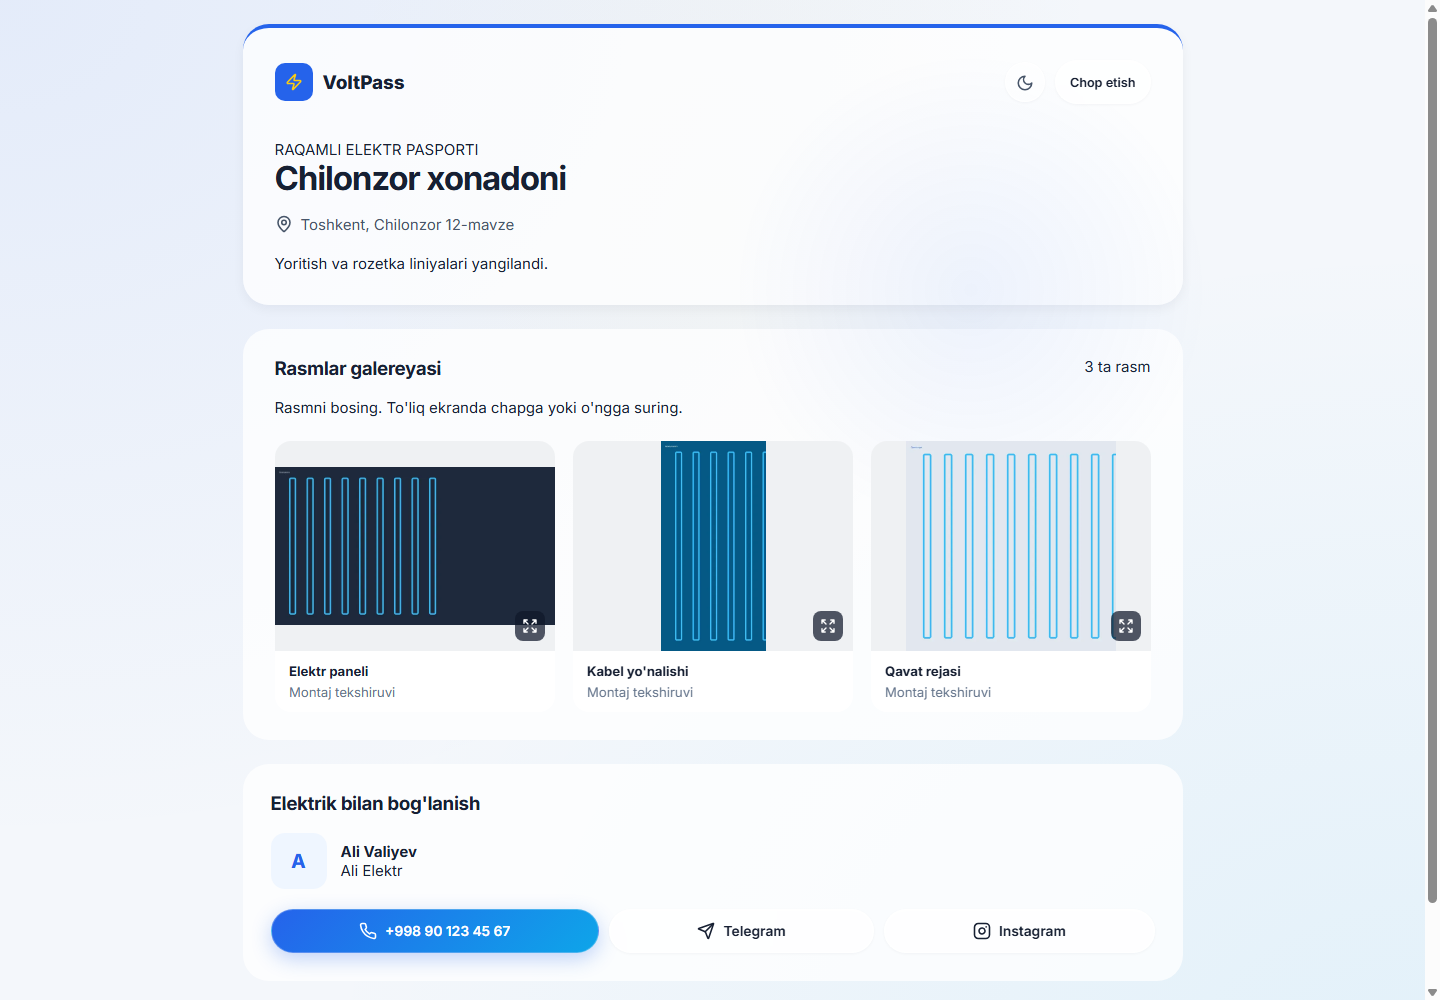 VoltPass
Chop etish
RAQAMLI ELEKTR PASPORTI
Chilonzor xonadoni
Toshkent, Chilonzor 12-mavze
Yoritish va rozetka liniyalari yangilandi.
Rasmlar galereyasi
3 ta rasm
Rasmni bosing. To'liq ekranda chapga yoki o'ngga suring.
Elektr paneli
Montaj tekshiruvi
Kabel yo'nalishi
Montaj tekshiruvi
Qavat rejasi
Montaj tekshiruvi
Elektrik bilan bog'lanish
A
Ali Valiyev
Ali Elektr
+998 90 123 45 67
Telegram
Instagram